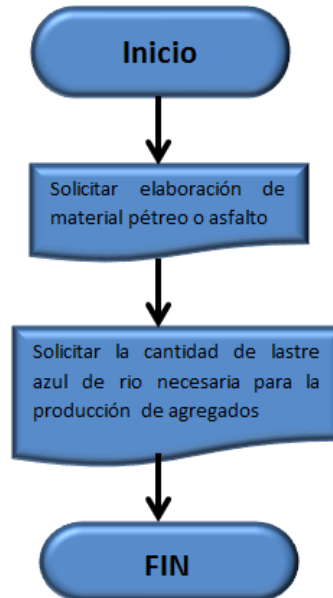 Inicio
Solicitar elaboración de
material pétreo o asfalto
Solicitar la cantidad de lastre
azul de rio necesaria para la
producción de agregados
FIN